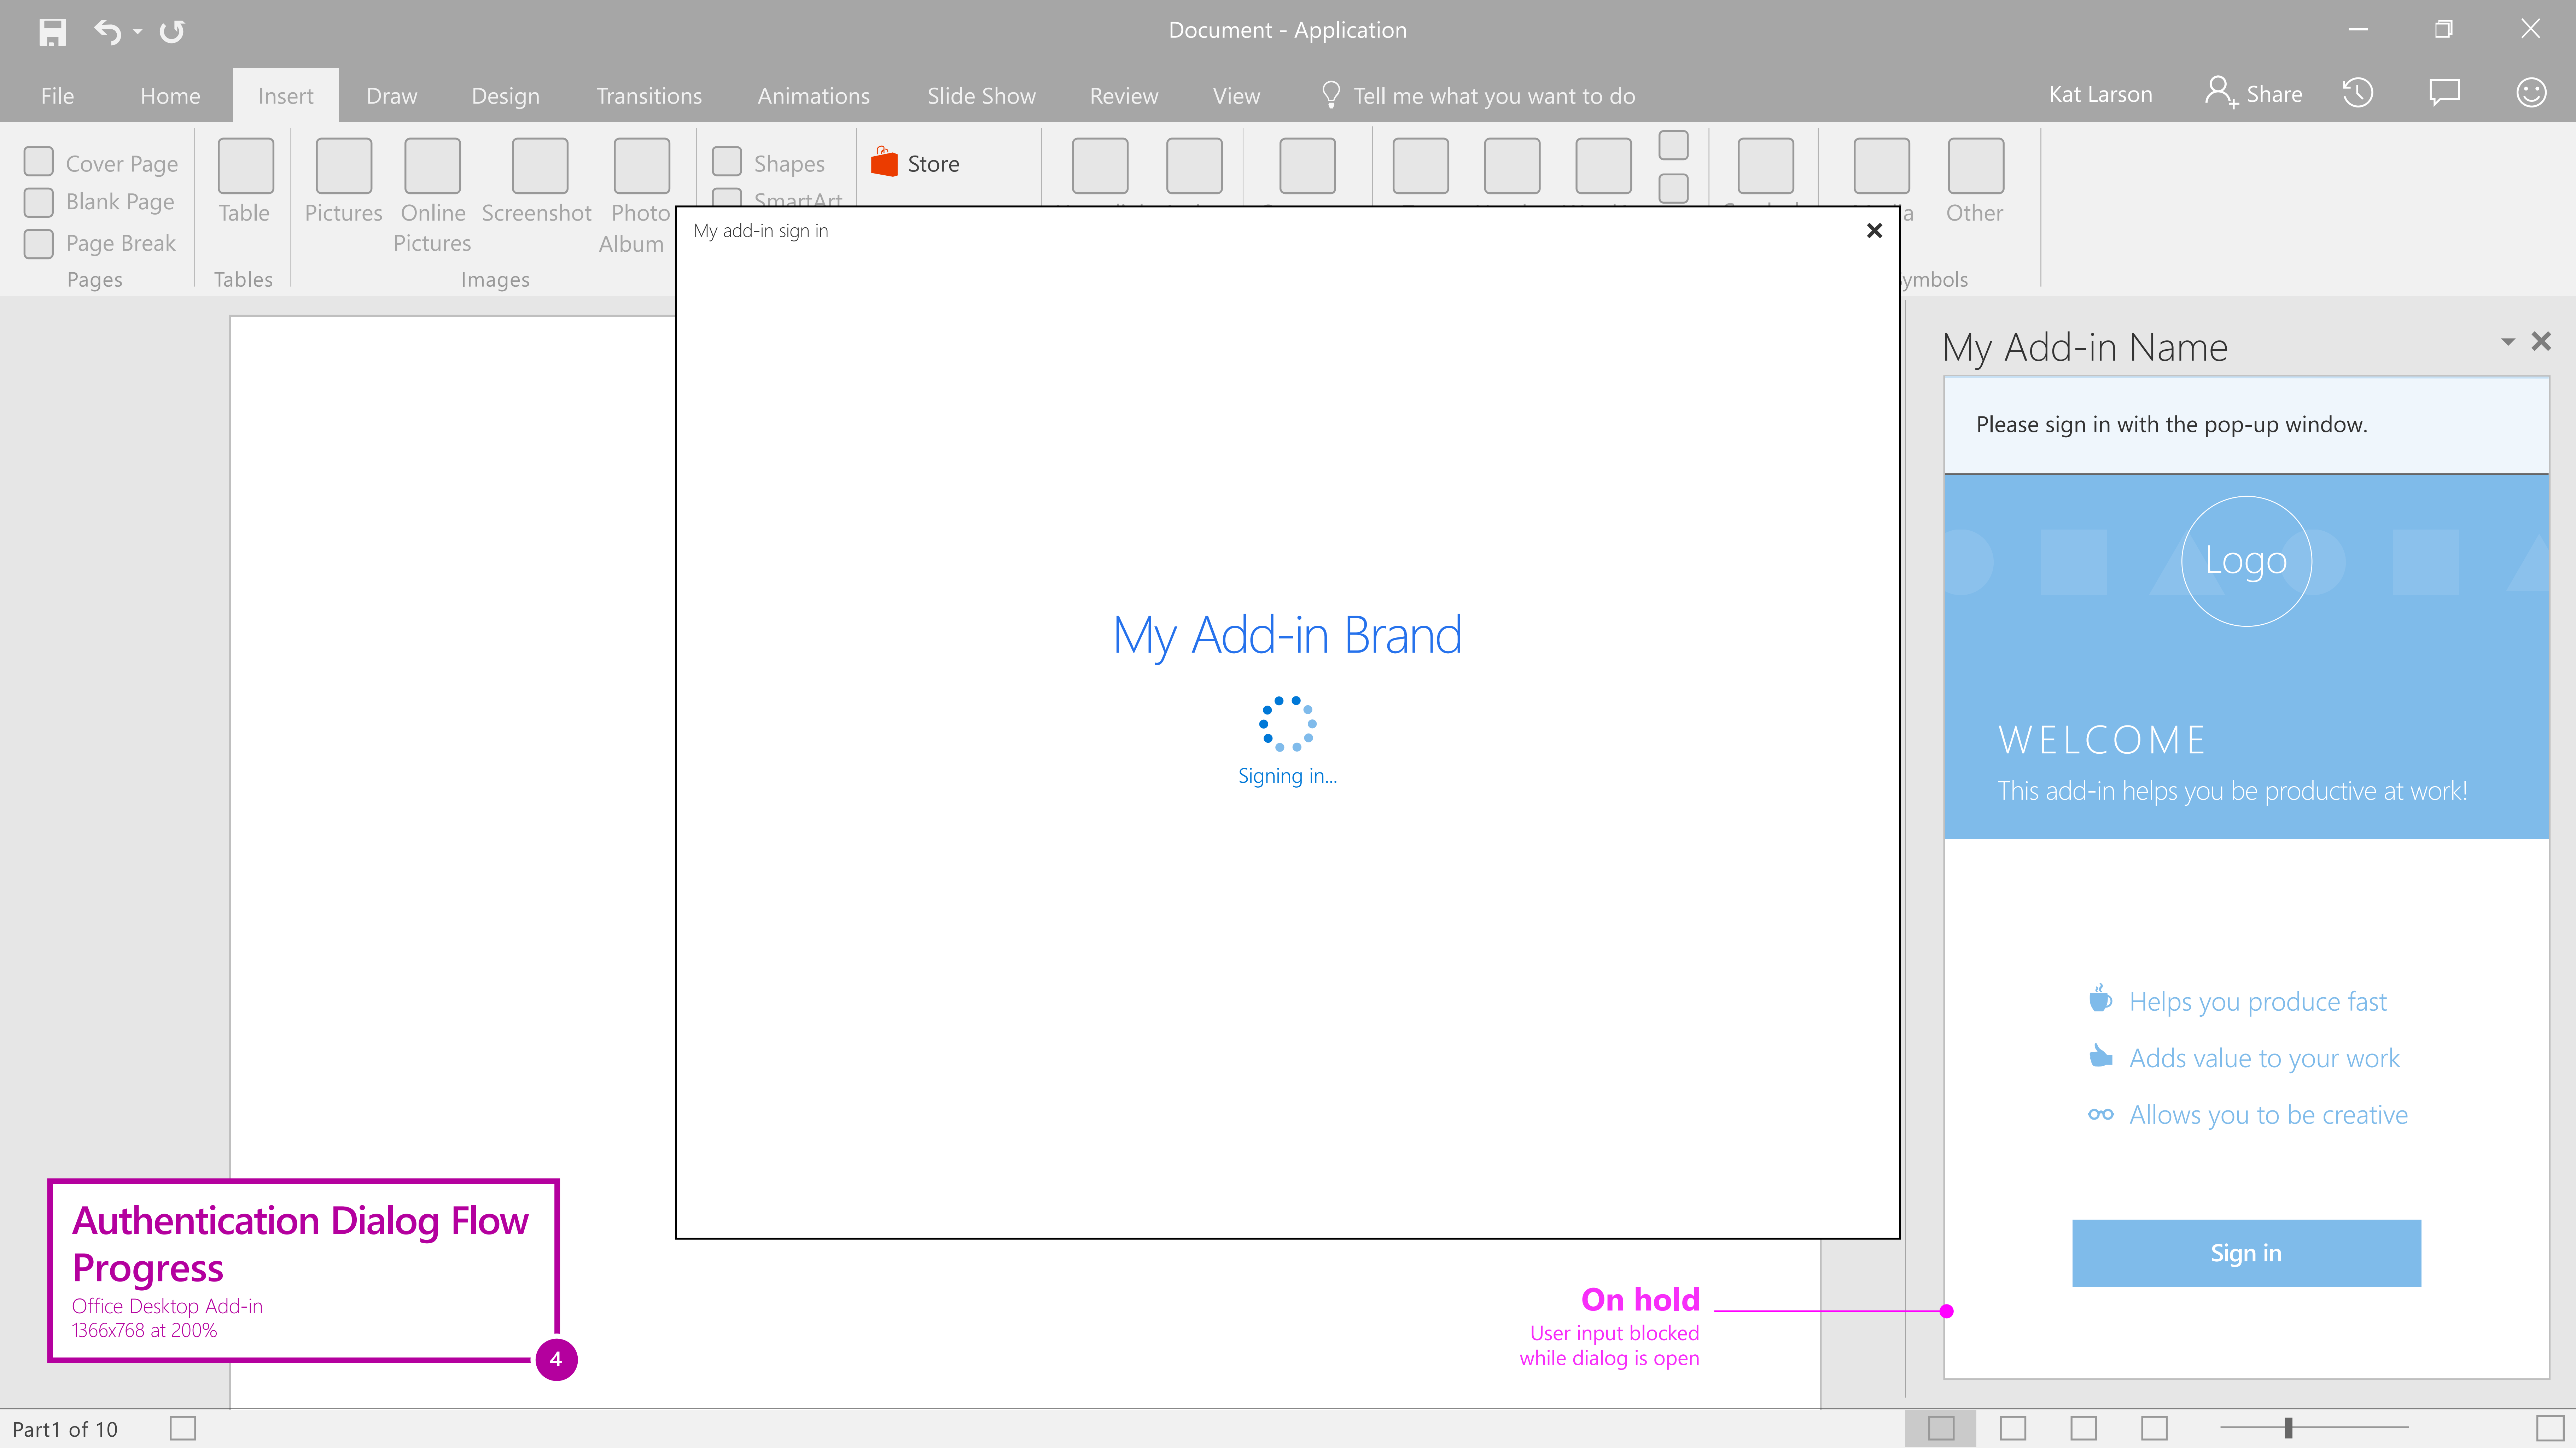 Document - Application
File
Home
Insert
Draw
Design
Transitions
Animations
Slide Show
Review
View
Tell me what you want to do
Kat Larson
Share
Cover Page
Blank Page
Page Break
Pages
Table
Tables
Pictures
Online
Pictures
Screenshot
Photo
Album
Images
Shapes
SmartArt
Store
Other
My add-in sign in
My Add-in Brand
Signing in...
My Add-in Name
Please sign in with the pop-up window.
Logo
WELCOME
This add-in helps you be productive at work!
Helps you produce fast
Adds value to your work
Allows you to be creative
Sign in
Authentication Dialog Flow
Progress
Office Desktop Add-in
1366x768 at 200%
4
On hold
User input blocked
while dialog is open
Part1 of 10